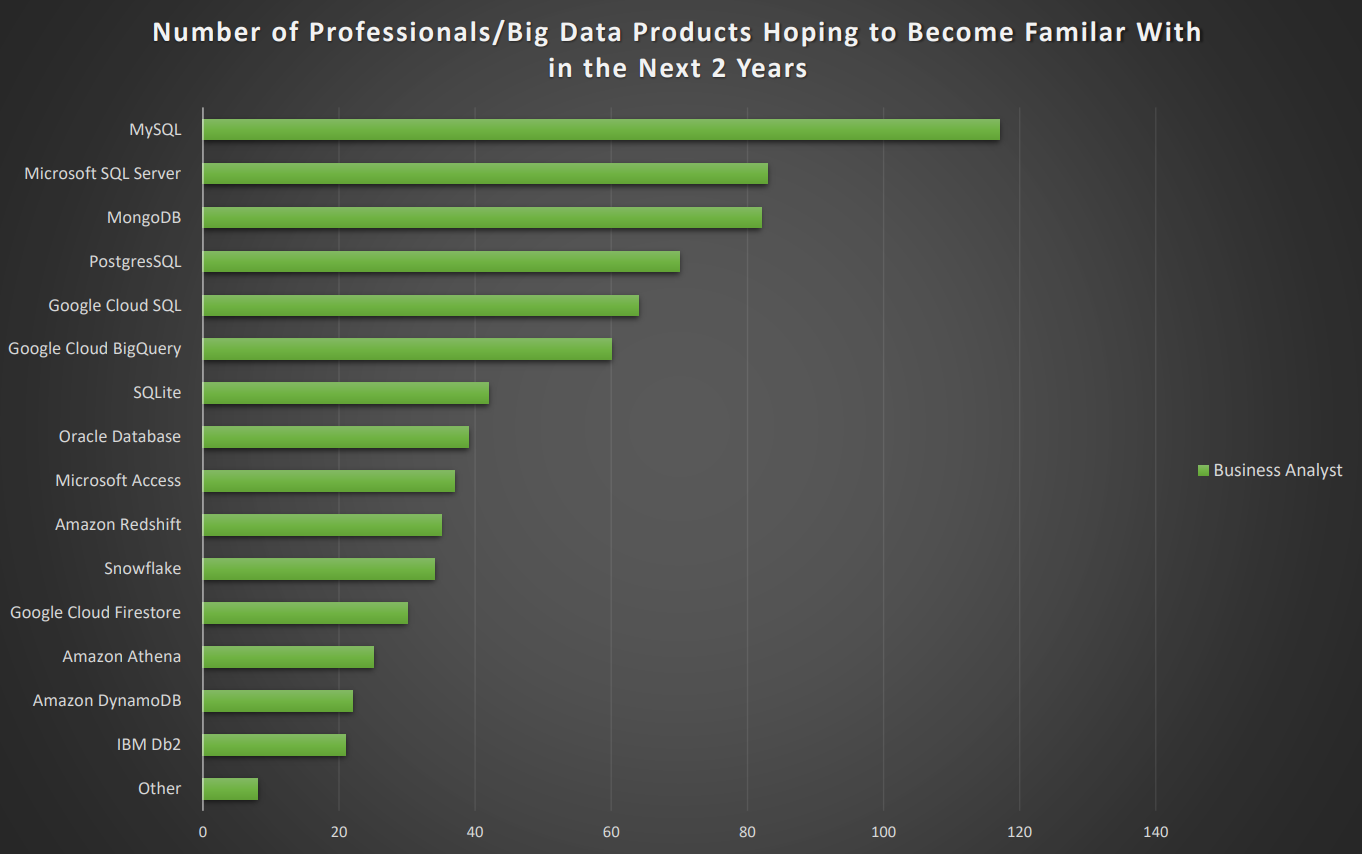 Number of Professionals/Big Data Products Hoping to Become Familar With
in the Next 2 Years
MySQL
Microsoft SQL Server
MongoDB
PostgresSQL
Google Cloud SQL
Google Cloud BigQuery
SQLite
Oracle Database
Microsoft Access
Amazon Redshift
Snowflake
Google Cloud Firestore
Amazon Athena
Amazon DynamoDB
IBM Db2
Other
0 20 40 60 80 100 120 140
Business Analyst